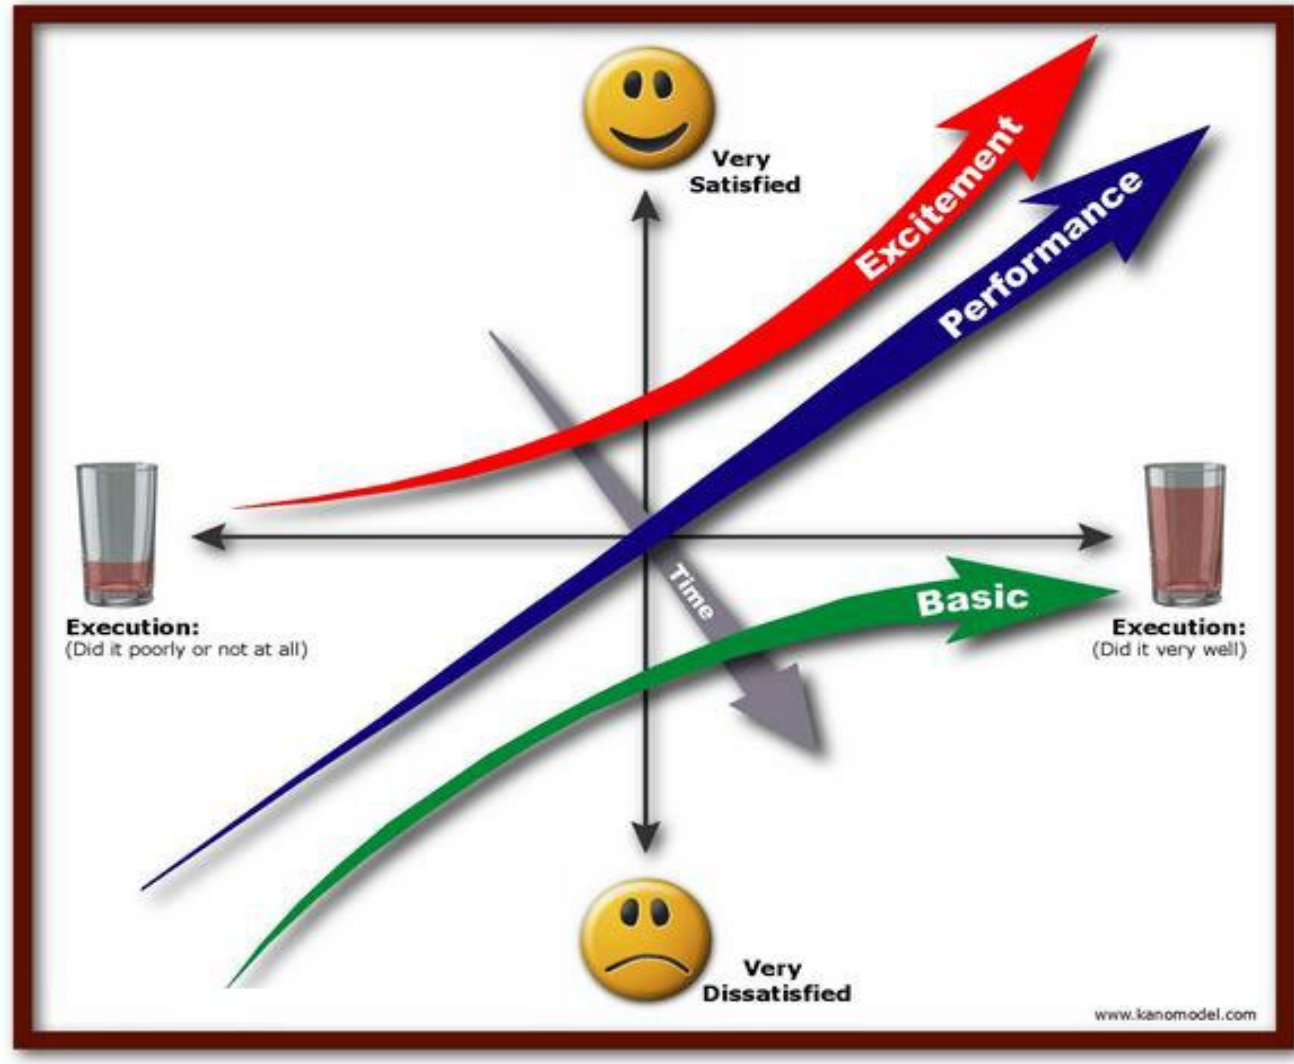 Very
Satisfied
Excitement
Performance
Time
Basic
Execution:
(Did it poorly or not at all)
Execution:
(Did it very well)
Very
Dissatisfied
www.kanomodel.com